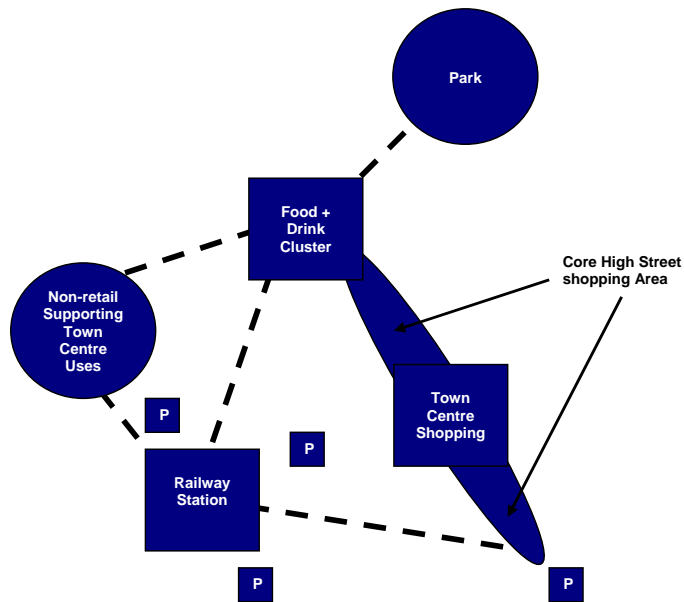 Park
Food +
Drink
Cluster
Core High Street
shopping Area
Non-retail
Supporting
Town
Centre
Uses
Town
Centre
Shopping
P
P
Railway
Station
P
P